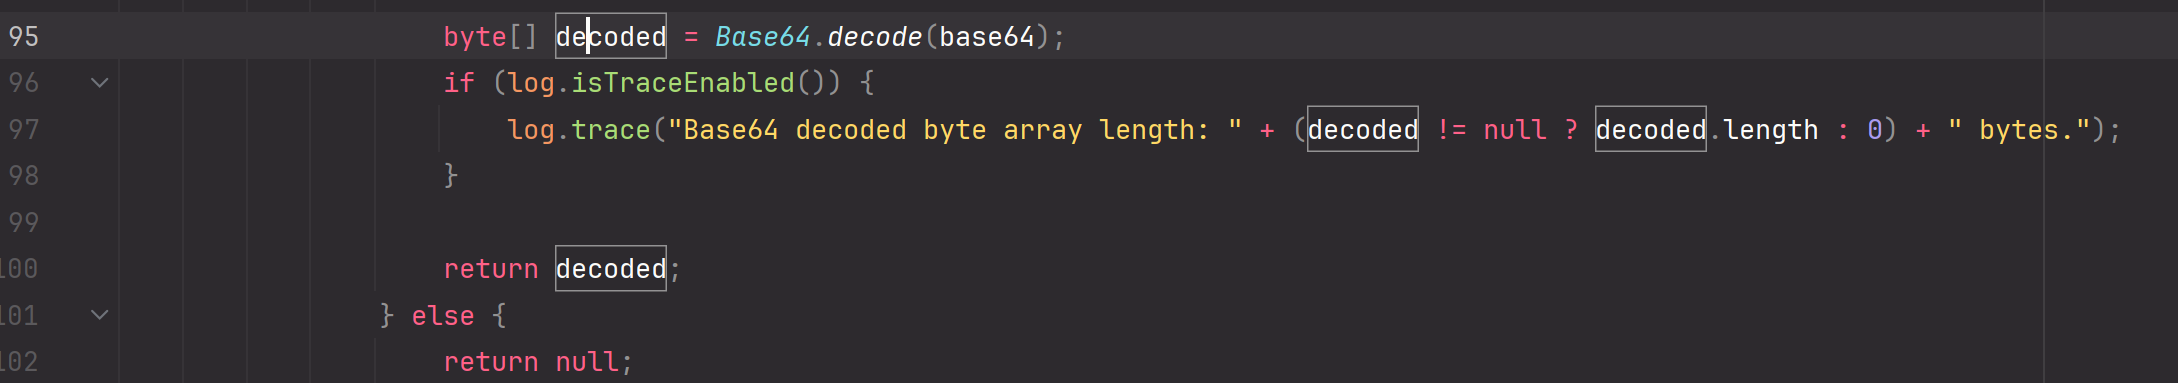 95 byte[] decoded = Base64.decode(base64);
96 if (log.isTraceEnabled()) {
97 log.trace("Base64 decoded byte array length: " + (decoded != null ? decoded.length : 0) + " bytes.");
98 }
99
100 return decoded;
101 } else {
102 return null;